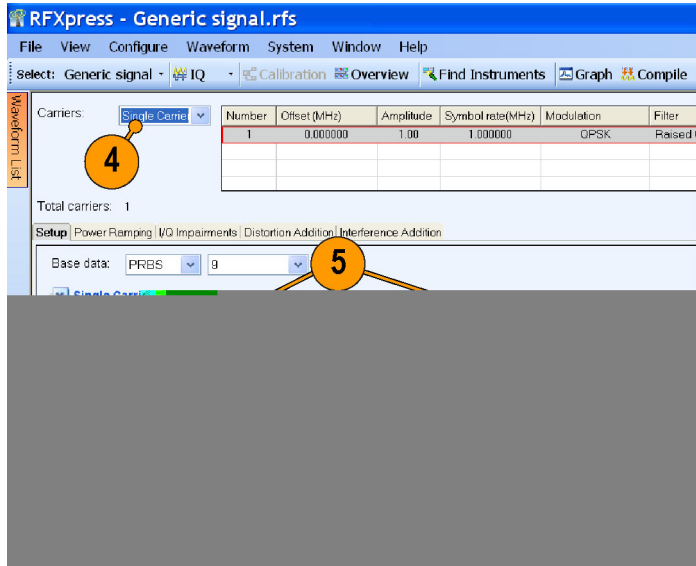 RFXpress - Generic signal.rfs
File View Configure Waveform System Window Help
Select: Generic signal IQ Calibration Overview Find Instruments Graph Compile
Waveform List
Carriers: Single Carrie
Number Offset (MHz) Amplitude Symbol rate(MHz) Modulation Filter
1 0.000000 1.00 1.000000 QPSK Raised
4
Total carriers: 1
Setup Power Ramping I/Q Impairments Distortion Addition Interference Addition
Base data: PRBS 9
5
Single Carri